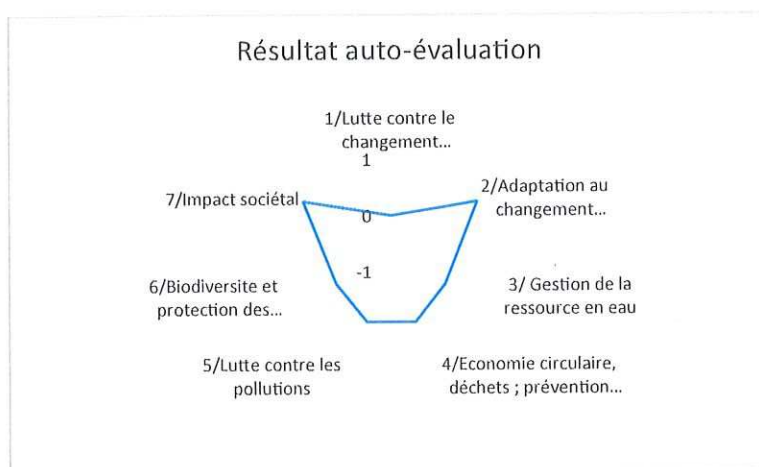 Résultat auto-évaluation
1/Lutte contre le
changement...
1
2/Adaptation au
changement...
7/Impact sociétal
0
-1
3/ Gestion de la
ressource en eau
6/Biodiversite et
protection des...
5/Lutte contre les
pollutions
4/Economie circulaire,
déchets ; prévention...